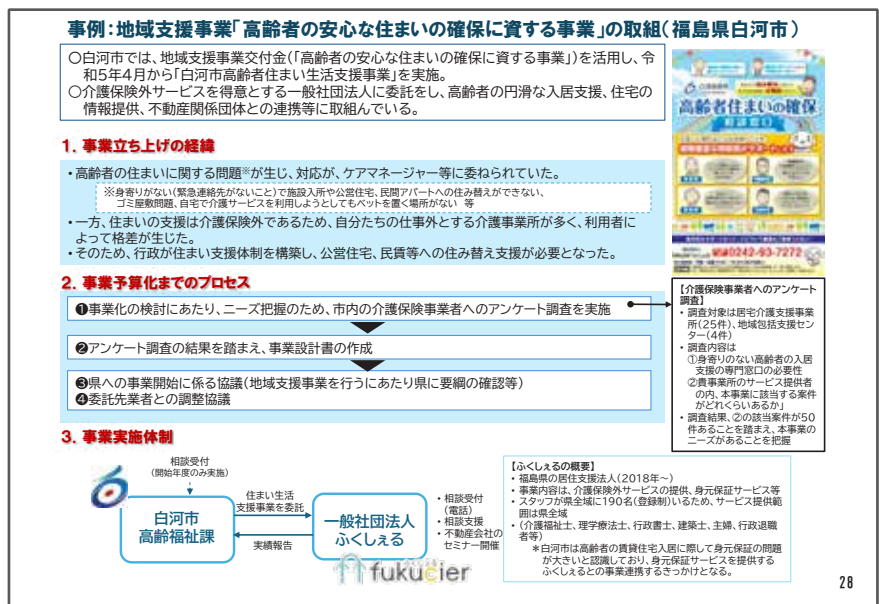 事例:地域支援事業「高齢者の安心な住まいの確保に資する事業」の取組(福島県白河市)
○白河市では、地域支援事業交付金(「高齢者の安心な住まいの確保に資する事業」)を活用し、令
和5年4月から「白河市高齢者住まい生活支援事業」を実施。
○介護保険外サービスを得意とする一般社団法人に委託をし、高齢者の円滑な入居支援、住宅の
情報提供、不動産関係団体との連携等に取組んでいる。
高齢者住まいの確保
相談窓口
0242-93-7272
1. 事業立ち上げの経緯
・高齢者の住まいに関する問題※が生じ、対応が、ケアマネージャー等に委ねられていた。
※身寄りがない(緊急連絡先がないこと)で施設入所や公営住宅、民間アパートへの住み替えができない、
ゴミ屋敷問題、自宅で介護サービスを利用しようとしてもベットを置く場所がない 等
・一方、住まいの支援は介護保険外であるため、自分たちの仕事外とする介護事業所が多く、利用者に
よって格差が生じた。
・そのため、行政が住まい支援体制を構築し、公営住宅、民賃等への住み替え支援が必要となった。
2. 事業予算化までのプロセス
❶事業化の検討にあたり、ニーズ把握のため、市内の介護保険事業者へのアンケート調査を実施
❷アンケート調査の結果を踏まえ、事業設計書の作成
❸県への事業開始に係る協議(地域支援事業を行うにあたり県に要綱の確認等)
❹委託先業者との調整協議
【介護保険事業者へのアンケート
調査】
・調査対象は居宅介護支援事業
所(25件)、地域包括支援セン
ター(4件)
・調査内容は
①身寄りのない高齢者の入居
支援の専門窓口の必要性
②貴事業所のサービス提供者
の内、本事業に該当する案件
がどれくらいあるか」
・調査結果、②の該当案件が50
件あることを踏まえ、本事業の
ニーズがあることを把握
3. 事業実施体制
相談受付
(開始年度のみ実施)
白河市
高齢福祉課
住まい生活
支援事業を委託
実績報告
一般社団法人
ふくしぇる
・相談受付
(電話)
・相談支援
・不動産会社の
セミナー開催
fukucier
【ふくしぇるの概要】
・福島県の居住支援法人(2018年~)
・事業内容は、介護保険外サービスの提供、身元保証サービス等
・スタッフが県全域に190名(登録制)いるため、サービス提供範
囲は県全域
・(介護福祉士、理学療法士、行政書士、建築士、主婦、行政退職
者等)
*白河市は高齢者の賃貸住宅入居に際して身元保証の問題
が大きいと認識しており、身元保証サービスを提供する
ふくしぇるとの事業連携するきっかけとなる。
28